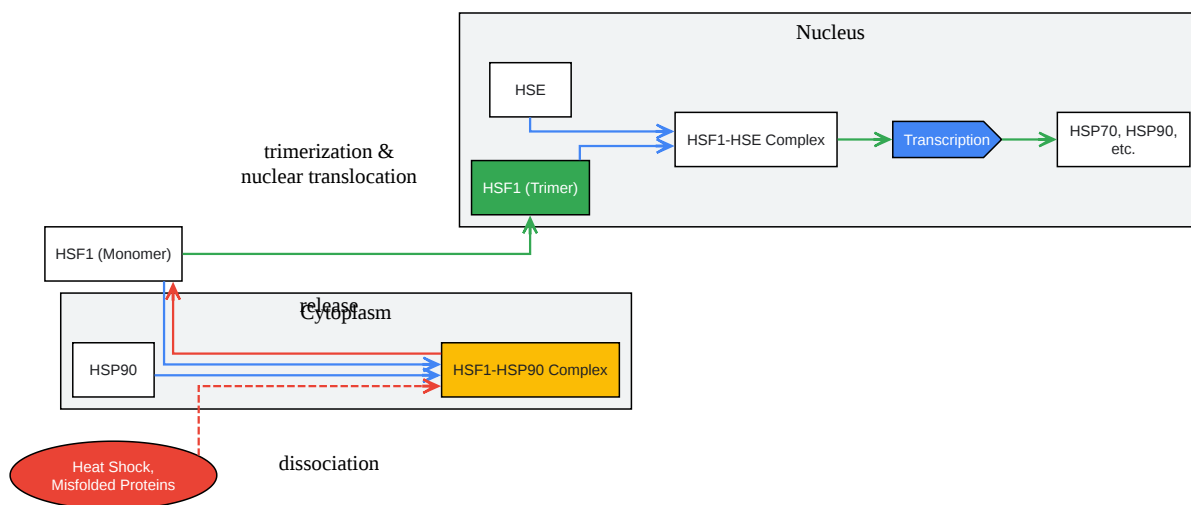 Nucleus
HSE
HSF1-HSE Complex
Transcription
HSP70, HSP90,
etc.
trimerization &
nuclear translocation
HSF1 (Trimer)
HSF1 (Monomer)
release
Cytoplasm
HSP90
HSF1-HSP90 Complex
Heat Shock,
Misfolded Proteins
dissociation